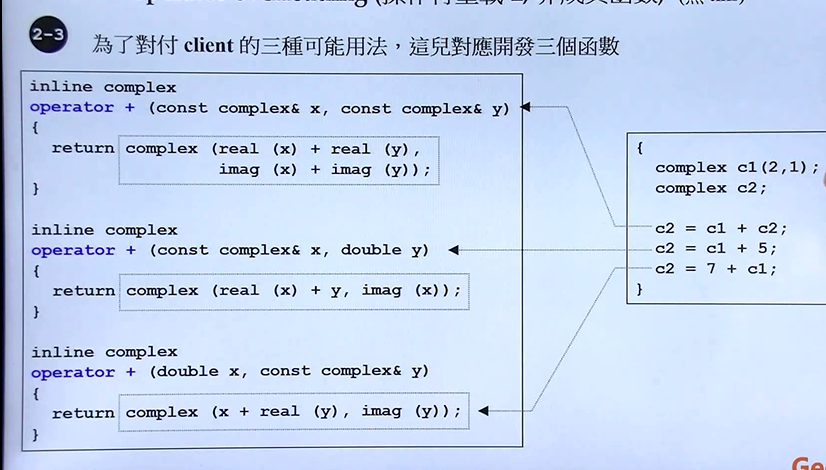 2-3 為了對付 client 的三種可能用法，這兒對應開發三個函數
inline complex
operator + (const complex& x, const complex& y)
{
return complex (real (x) + real (y),
imag (x) + imag (y));
}
inline complex
operator + (const complex& x, double y)
{
return complex (real (x) + y, imag (x));
}
inline complex
operator + (double x, const complex& y)
{
return complex (x + real (y), imag (y));
}
{
complex c1(2,1);
complex c2;
c2 = c1 + c2;
c2 = c1 + 5;
c2 = 7 + c1;
}
Ge